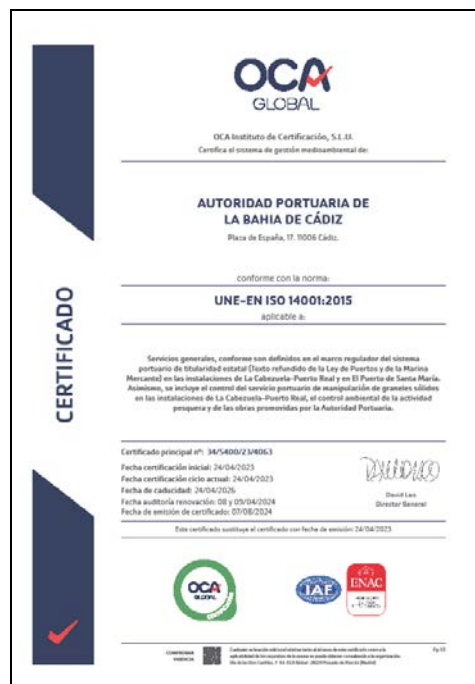 OCA
GLOBAL
OCA Instituto de Certificación, S.L.U.
Certifica el sistema de gestión medioambiental de:
AUTORIDAD PORTUARIA DE
LA BAHIA DE CÁDIZ
Plaza de España, 17. 11006 Cádiz.
conforme con la norma:
UNE-EN ISO 14001:2015
aplicable a:
CERTIFICADO
Servicios generales, conforme son definidos en el marco regulador del sistema
portuario de titularidad estatal (Texto refundido de la Ley de Puertos y de la Marina
Mercante) en las instalaciones de La Cabezuela-Puerto Real y en El Puerto de Santa María.
Asimismo, se incluye el control del servicio portuario de manipulación de graneles sólidos
en las instalaciones de La Cabezuela-Puerto Real, el control ambiental de la actividad
pesquera y de las obras promovidas por la Autoridad Portuaria.
Certificado principal nº: 34/5400/23/4063
Fecha certificación inicial: 24/04/2023
Fecha certificación ciclo actual: 24/04/2023
Fecha de caducidad: 24/04/2026
Fecha auditoría renovación: 08 y 09/04/2024
Fecha de emisión de certificado: 07/08/2024
David Lao
Director General
Este certificado sustituye al certificado con fecha de emisión: 24/04/2023
OCA
GLOBAL
IAF
ENAC
COMPROBAR
VIGENCIA